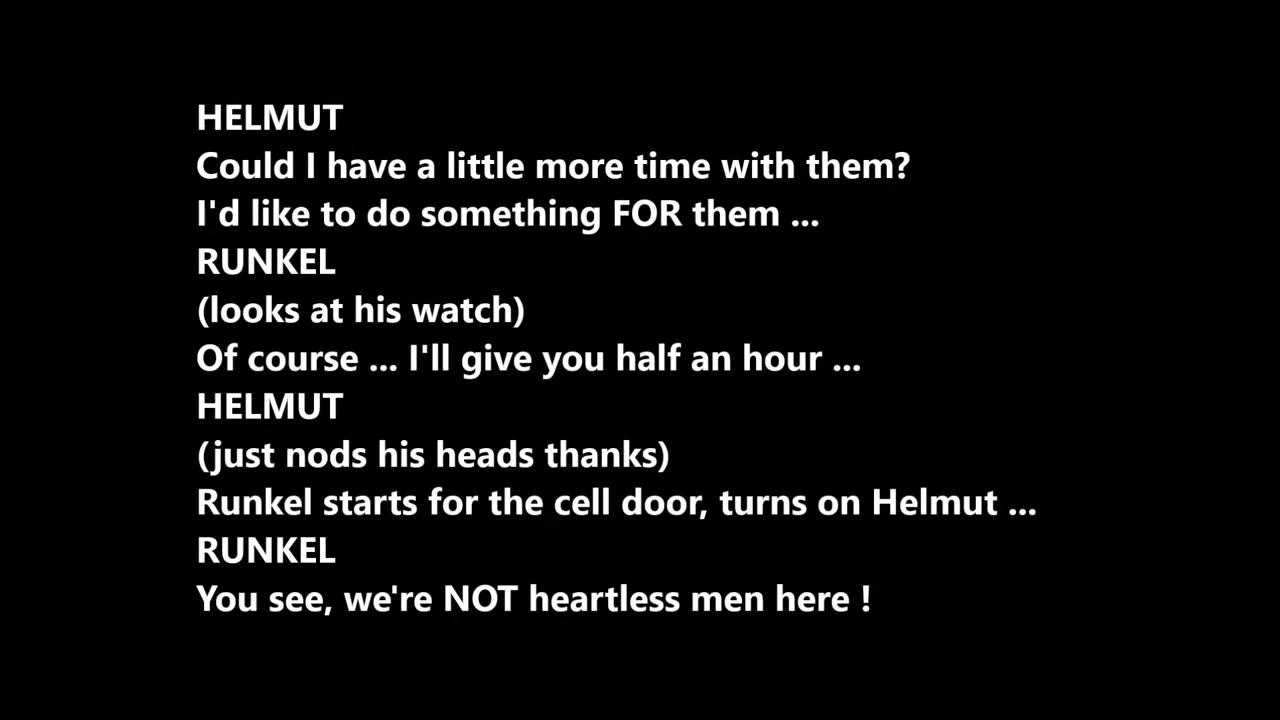 HELMUT
Could I have a little more time with them?
I'd like to do something FOR them ...
RUNKEL
(looks at his watch)
Of course ... I'll give you half an hour ...
HELMUT
(just nods his heads thanks)
Runkel starts for the cell door, turns on Helmut ...
RUNKEL
You see, we're NOT heartless men here !